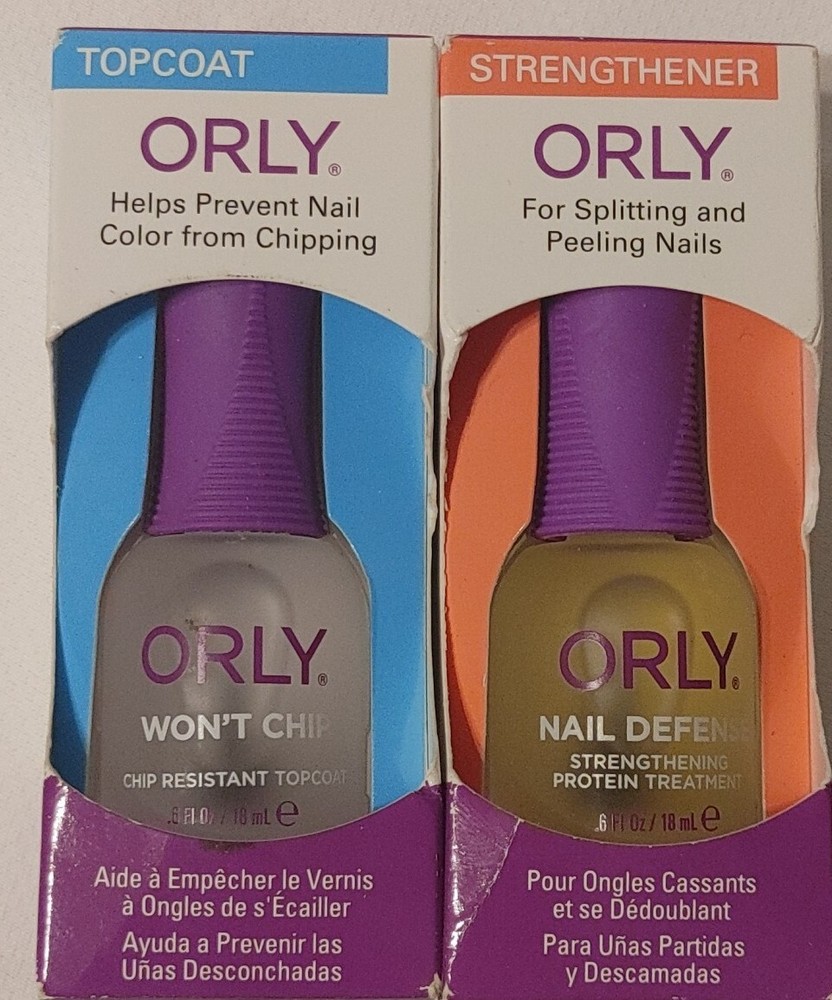 TOPCOAT
ORLY®
Helps Prevent Nail
Color from Chipping
ORLY®
WON'T CHIP
CHIP RESISTANT TOPCOAT
.6 Fl Oz / 18 mL ℮
Aide à Empêcher le Vernis
à Ongles de s'Écailler
Ayuda a Prevenir las
Uñas Desconchadas
STRENGTHENER
ORLY®
For Splitting and
Peeling Nails
ORLY®
NAIL DEFENSE
STRENGTHENING
PROTEIN TREATMENT
.6 Fl Oz / 18 mL ℮
Pour Ongles Cassants
et se Dédoublant
Para Uñas Partidas
y Descamadas